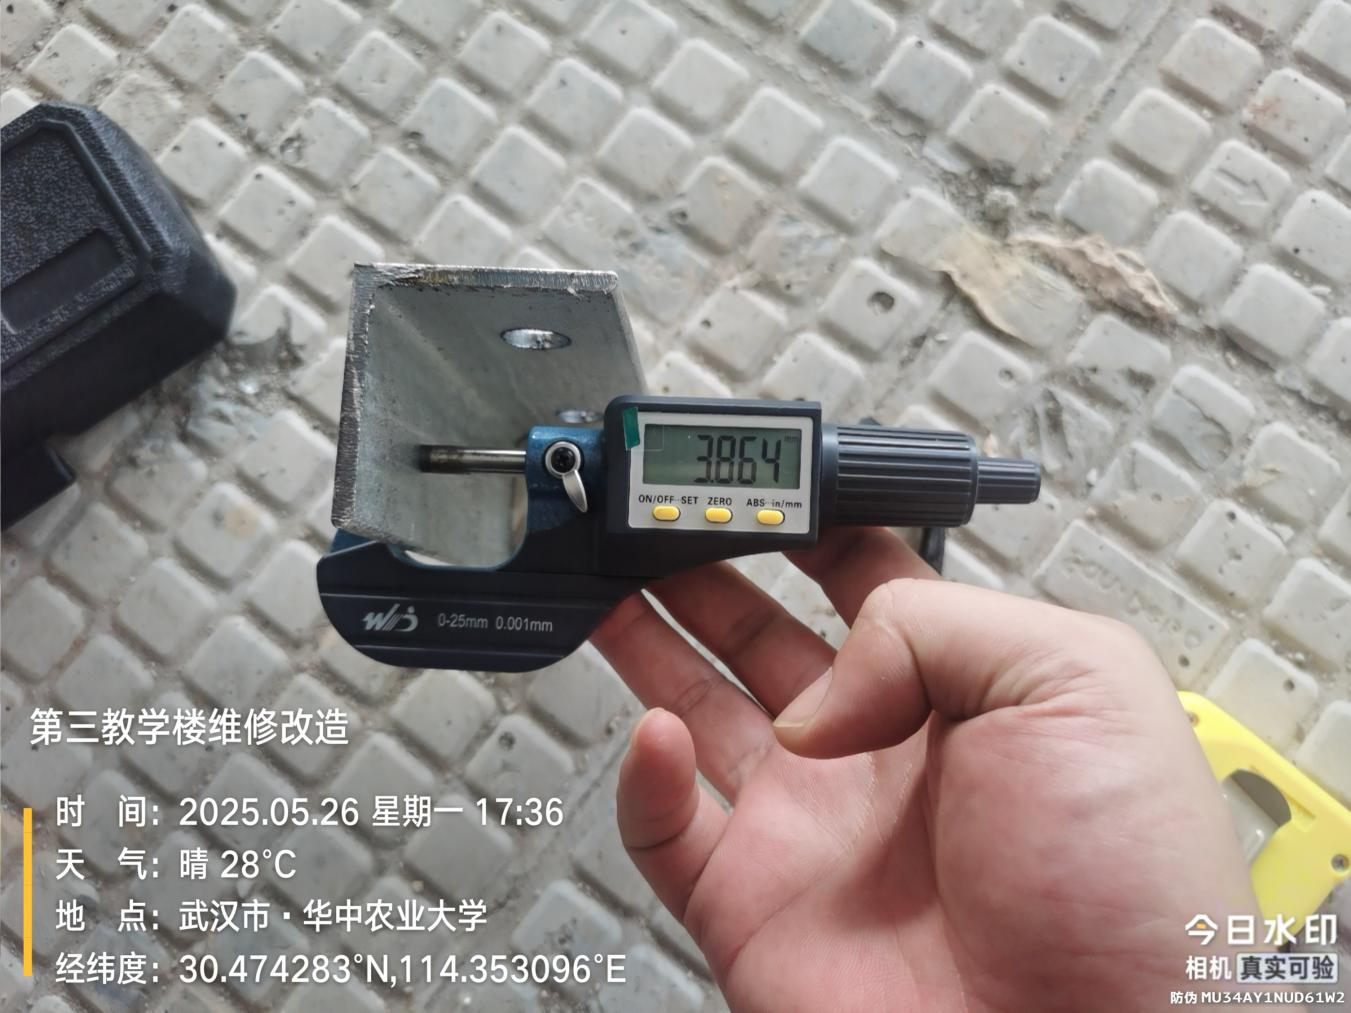 3.864
mm
ON/OFF SET ZERO ABS in/mm
0-25mm 0.001mm
第三教学楼维修改造
时 间：2025.05.26 星期一 17:36
天 气：晴 28°C
地 点：武汉市·华中农业大学
经纬度：30.474283°N,114.353096°E
今日水印
相机 真实可验
防伪 MU34AY1NUD61W2